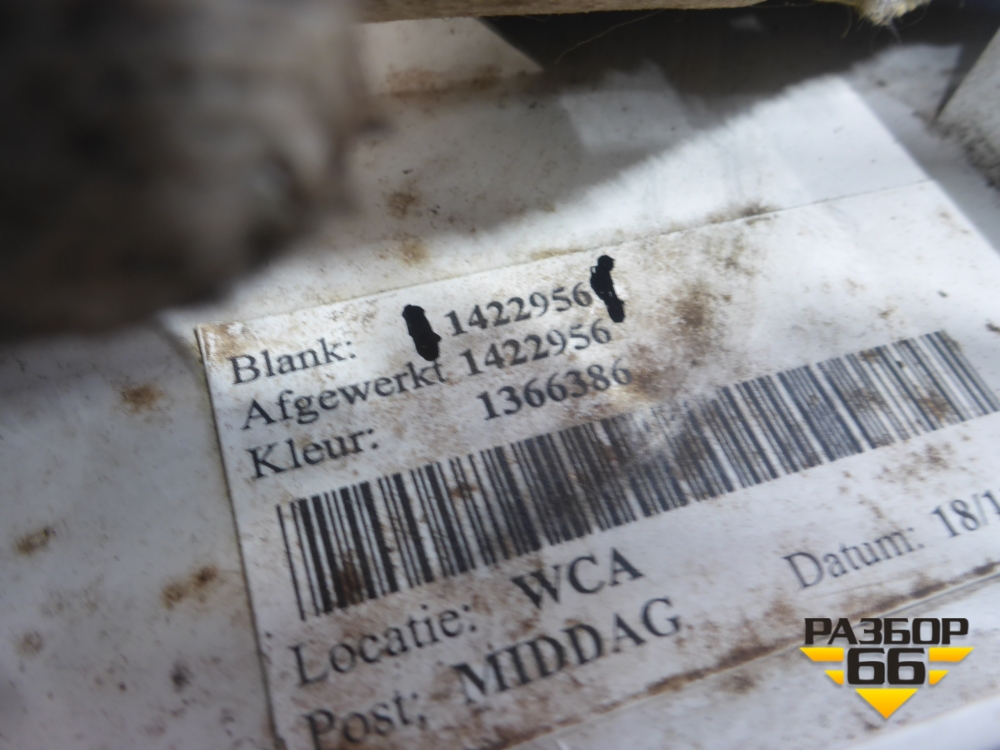 Blank: 1422956
Afgewerkt 1422956
Kleur: 1366386
Locatie: WCA
Datum: 18/1
Post: MIDDAG
РАЗБОР
66